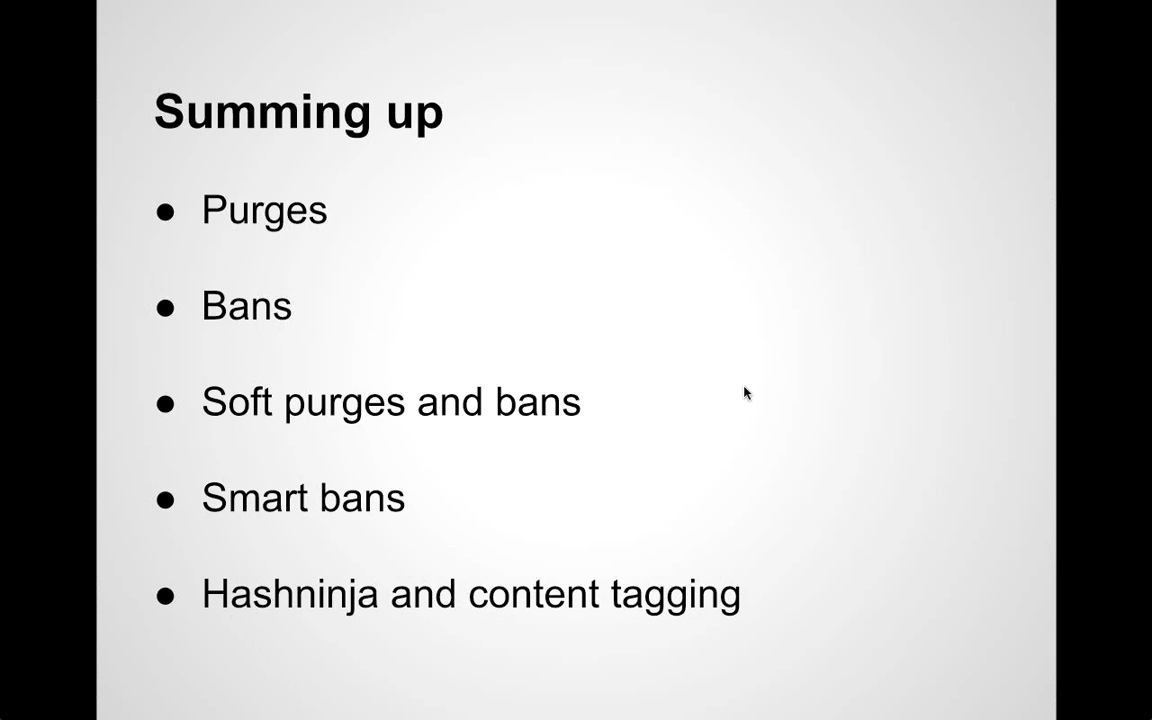 Summing up
● Purges
● Bans
● Soft purges and bans
● Smart bans
● Hashninja and content tagging